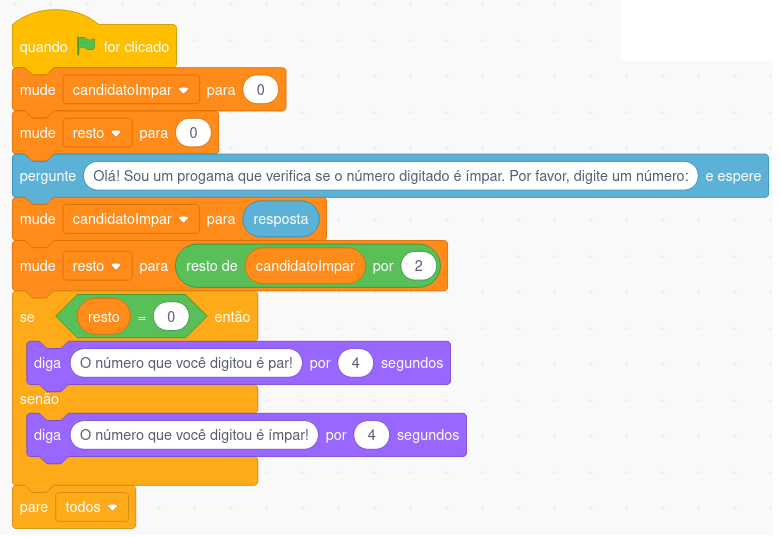 quando for clicado
mude candidatoImpar para 0
mude resto para 0
pergunte Olá! Sou um progama que verifica se o número digitado é ímpar. Por favor, digite um número: e espere
mude candidatoImpar para resposta
mude resto para resto de candidatoImpar por 2
se resto = 0 então
diga O número que você digitou é par! por 4 segundos
senão
diga O número que você digitou é ímpar! por 4 segundos
pare todos